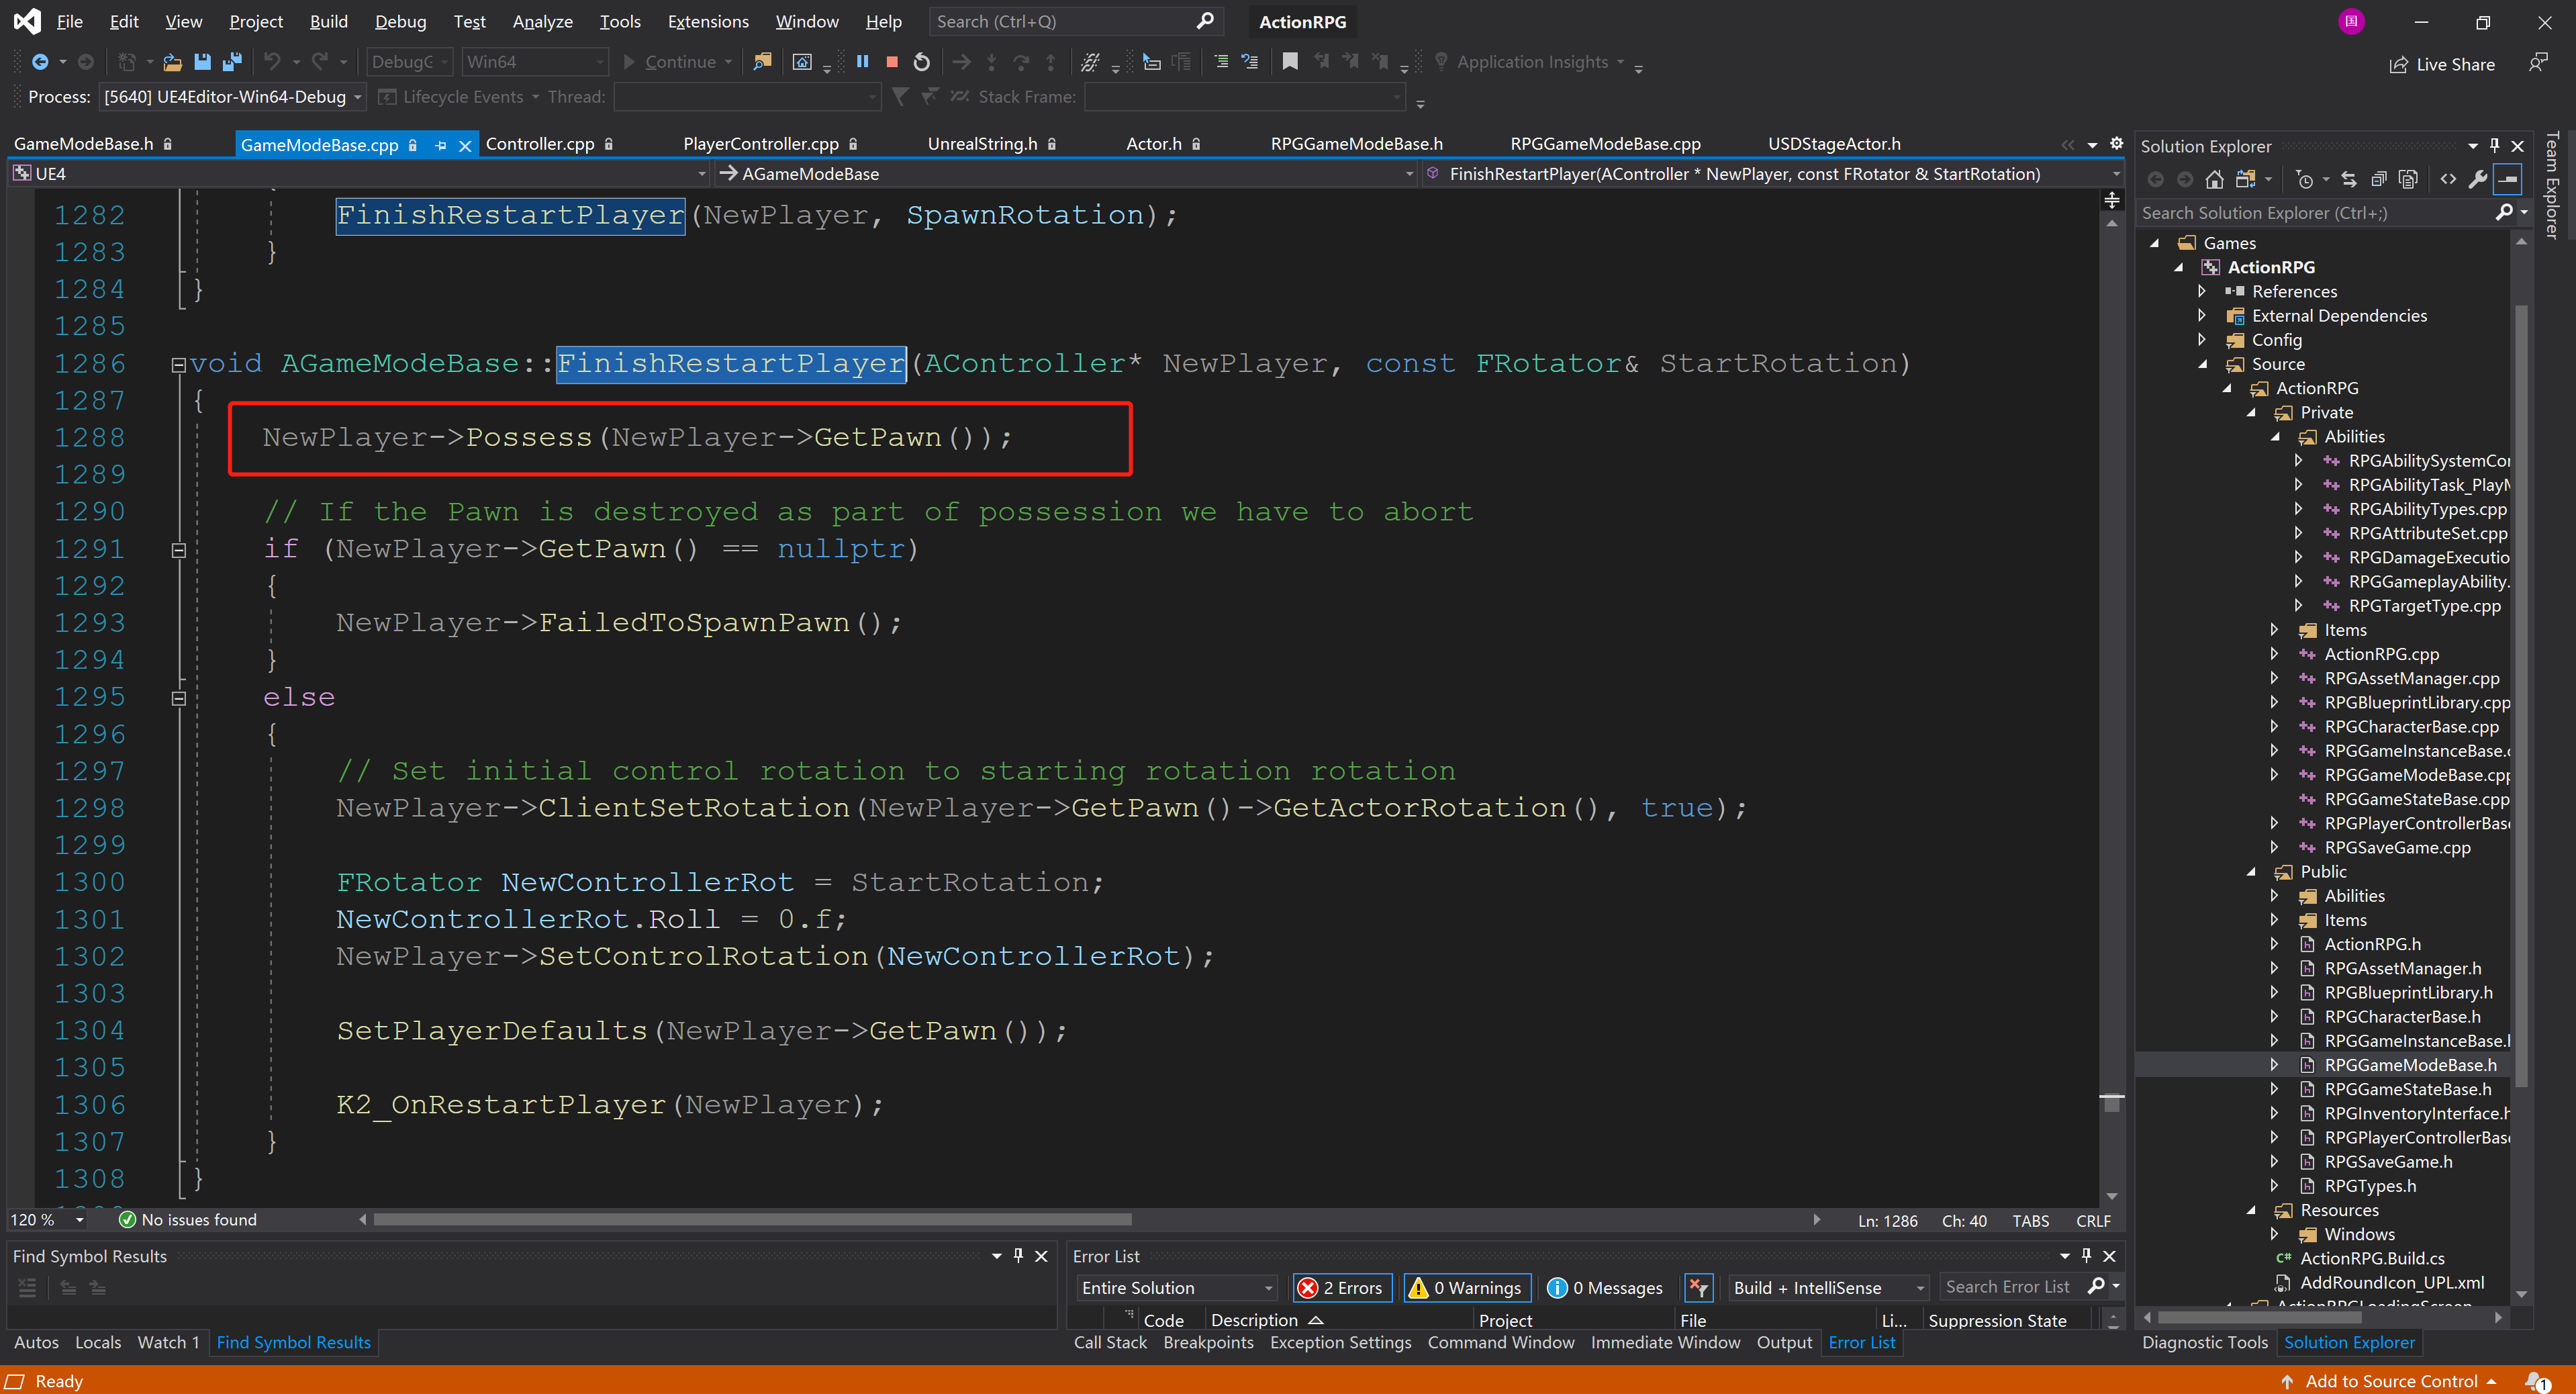 File Edit View Project Build Debug Test Analyze Tools Extensions Window Help Search (Ctrl+Q) ActionRPG 国
DebugG Win64 Continue Application Insights Live Share
Process: [5640] UE4Editor-Win64-Debug Lifecycle Events Thread: Stack Frame:
GameModeBase.h GameModeBase.cpp Controller.cpp PlayerController.cpp UnrealString.h Actor.h RPGGameModeBase.h RPGGameModeBase.cpp USDStageActor.h
UE4 AGameModeBase FinishRestartPlayer(AController * NewPlayer, const FRotator & StartRotation)
1282 FinishRestartPlayer(NewPlayer, SpawnRotation);
1283 }
1284 }
1285
1286 void AGameModeBase::FinishRestartPlayer(AController* NewPlayer, const FRotator& StartRotation)
1287 {
1288 NewPlayer->Possess(NewPlayer->GetPawn());
1289
1290 // If the Pawn is destroyed as part of possession we have to abort
1291 if (NewPlayer->GetPawn() == nullptr)
1292 {
1293 NewPlayer->FailedToSpawnPawn();
1294 }
1295 else
1296 {
1297 // Set initial control rotation to starting rotation rotation
1298 NewPlayer->ClientSetRotation(NewPlayer->GetPawn()->GetActorRotation(), true);
1299
1300 FRotator NewControllerRot = StartRotation;
1301 NewControllerRot.Roll = 0.f;
1302 NewPlayer->SetControlRotation(NewControllerRot);
1303
1304 SetPlayerDefaults(NewPlayer->GetPawn());
1305
1306 K2_OnRestartPlayer(NewPlayer);
1307 }
1308 }
120 % No issues found Ln: 1286 Ch: 40 TABS CRLF
Find Symbol Results
Error List
Entire Solution 2 Errors 0 Warnings 0 Messages Build + IntelliSense Search Error List
Code Description Project File Li... Suppression State
Autos Locals Watch 1 Find Symbol Results
Call Stack Breakpoints Exception Settings Command Window Immediate Window Output Error List
Solution Explorer
Search Solution Explorer (Ctrl+;)
Games
ActionRPG
References
External Dependencies
Config
Source
ActionRPG
Private
Abilities
RPGAbilitySystemCor
RPGAbilityTask_PlayM
RPGAbilityTypes.cpp
RPGAttributeSet.cpp
RPGDamageExecutio
RPGGameplayAbility.
RPGTargetType.cpp
Items
ActionRPG.cpp
RPGAssetManager.cpp
RPGBlueprintLibrary.cpp
RPGCharacterBase.cpp
RPGGameInstanceBase.c
RPGGameModeBase.cpp
RPGGameStateBase.cpp
RPGPlayerControllerBase
RPGSaveGame.cpp
Public
Abilities
Items
ActionRPG.h
RPGAssetManager.h
RPGBlueprintLibrary.h
RPGCharacterBase.h
RPGGameInstanceBase.h
RPGGameModeBase.h
RPGGameStateBase.h
RPGInventoryInterface.h
RPGPlayerControllerBase
RPGSaveGame.h
RPGTypes.h
Resources
Windows
ActionRPG.Build.cs
AddRoundIcon_UPL.xml
ActionRPGLoadingScreen
Diagnostic Tools Solution Explorer
Team Explorer
Ready Add to Source Control 1